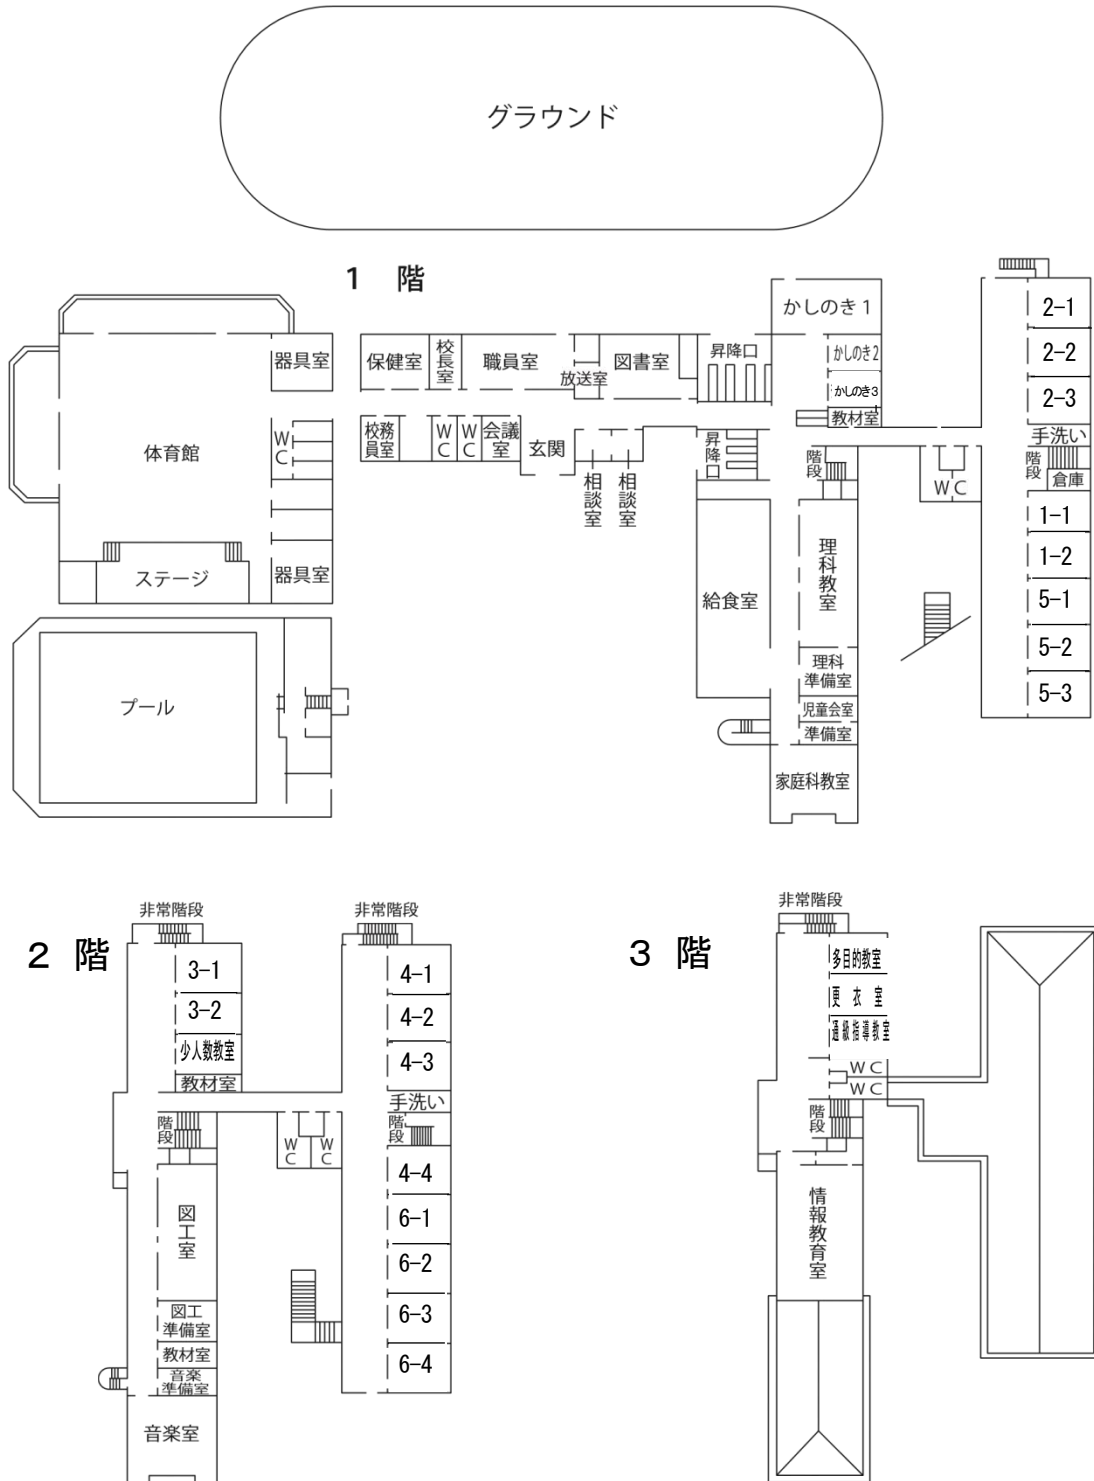 グラウンド
1 階
かしのき1
2-1
器具室
保健室
校長室
職員室
放送室
図書室
昇降口
かしのき2
2-2
かしのき3
2-3
教材室
手洗い
体育館
WC
校務員室
WC
WC
会議室
玄関
相談室
相談室
昇降口
階段
WC
階段
倉庫
1-1
1-2
ステージ
器具室
給食室
理科教室
5-1
5-2
理科準備室
5-3
プール
児童会室
準備室
家庭科教室
2 階
非常階段
非常階段
3-1
4-1
3-2
4-2
少人数教室
4-3
教材室
手洗い
階段
WC
WC
階段
4-4
図工室
6-1
6-2
図工準備室
6-3
教材室
6-4
音楽準備室
音楽室
3 階
非常階段
多目的教室
更衣室
通級指導教室
WC
WC
階段
情報教育室